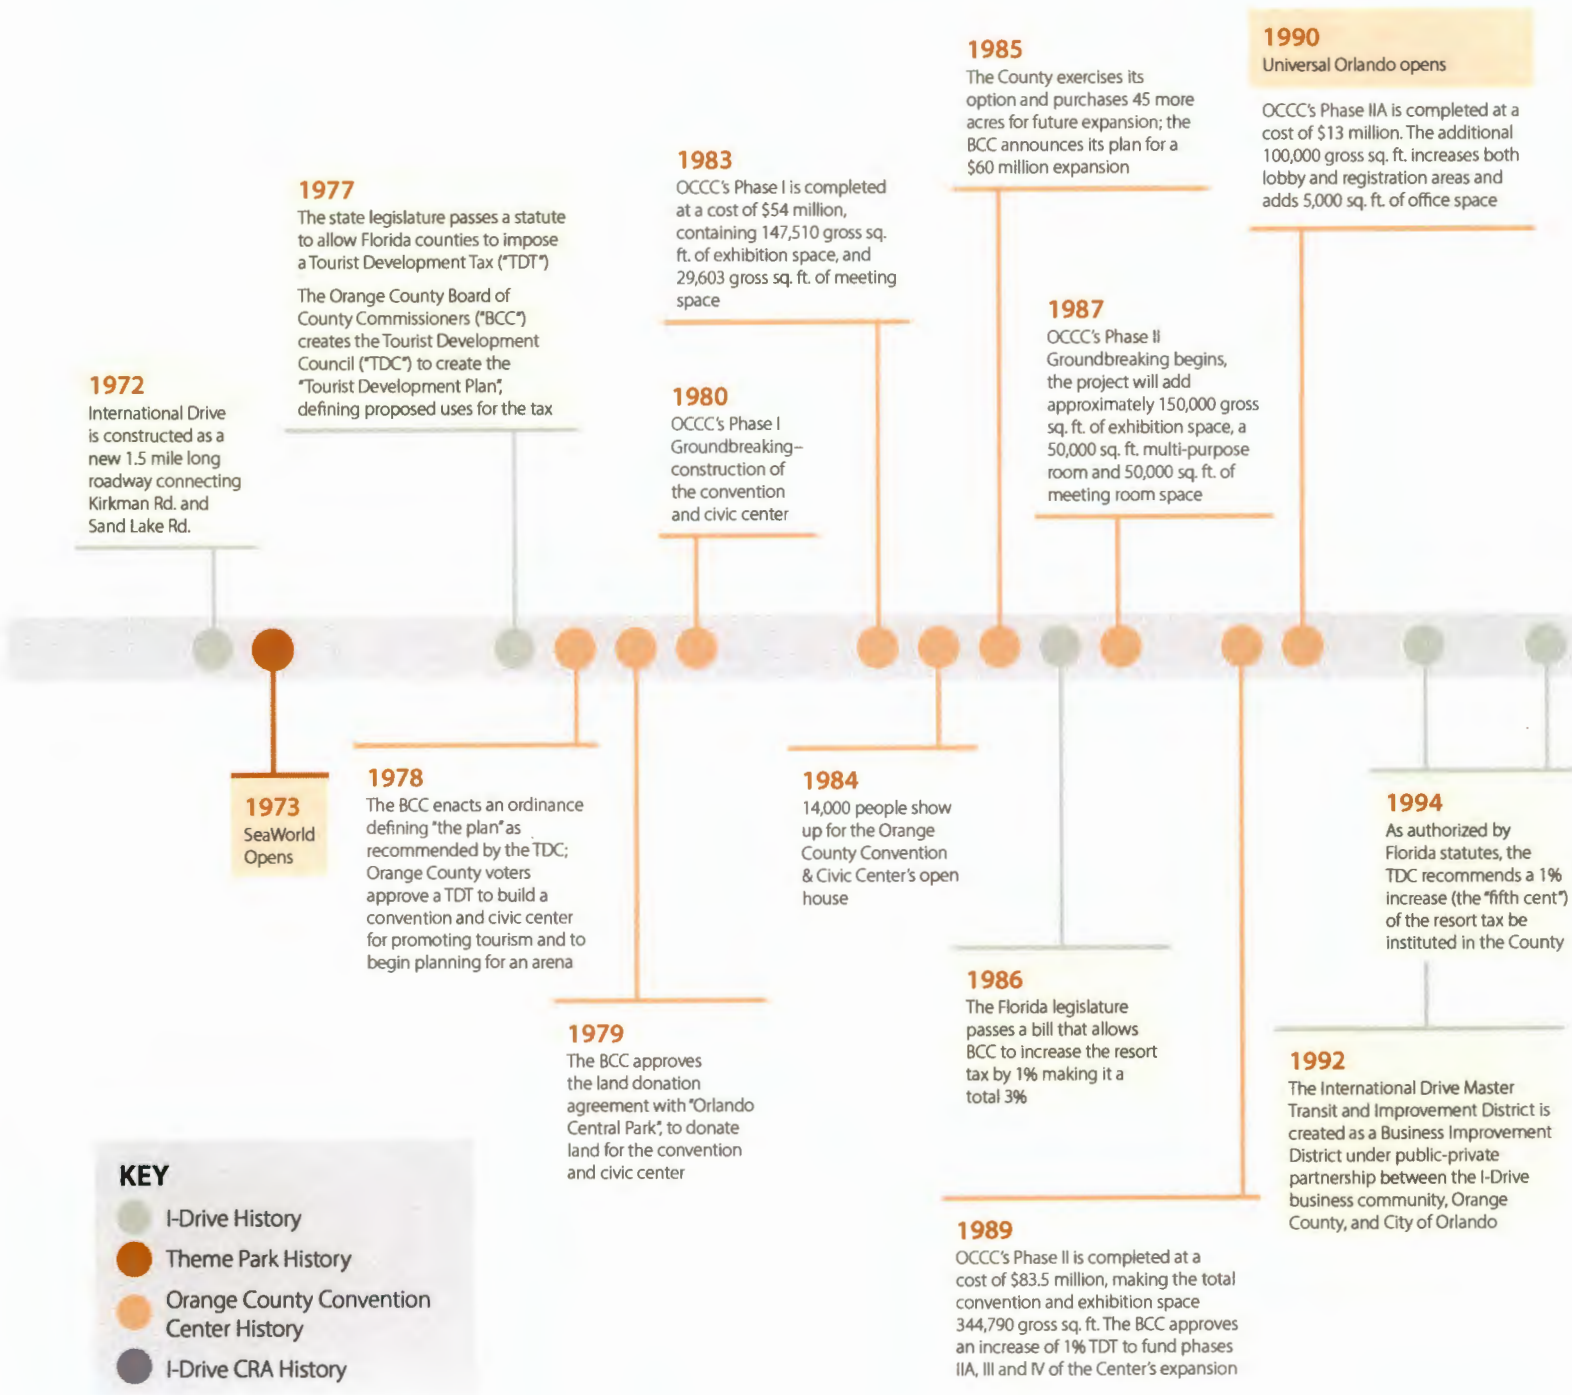 1972
International Drive
is constructed as a
new 1.5 mile long
roadway connecting
Kirkman Rd. and
Sand Lake Rd.
1973
SeaWorld
Opens
1977
The state legislature passes a statute
to allow Florida counties to impose
a Tourist Development Tax ("TDT")
The Orange County Board of
County Commissioners ("BCC")
creates the Tourist Development
Council ("TDC") to create the
"Tourist Development Plan",
defining proposed uses for the tax
1978
The BCC enacts an ordinance
defining "the plan" as
recommended by the TDC;
Orange County voters
approve a TDT to build a
convention and civic center
for promoting tourism and to
begin planning for an arena
1979
The BCC approves
the land donation
agreement with "Orlando
Central Park", to donate
land for the convention
and civic center
1980
OCCC's Phase I
Groundbreaking–
construction of
the convention
and civic center
1983
OCCC's Phase I is completed
at a cost of $54 million,
containing 147,510 gross sq.
ft. of exhibition space, and
29,603 gross sq. ft. of meeting
space
1984
14,000 people show
up for the Orange
County Convention
& Civic Center's open
house
1985
The County exercises its
option and purchases 45 more
acres for future expansion; the
BCC announces its plan for a
$60 million expansion
1986
The Florida legislature
passes a bill that allows
BCC to increase the resort
tax by 1% making it a
total 3%
1987
OCCC's Phase II
Groundbreaking begins,
the project will add
approximately 150,000 gross
sq. ft. of exhibition space, a
50,000 sq. ft. multi-purpose
room and 50,000 sq. ft. of
meeting room space
1989
OCCC's Phase II is completed at a
cost of $83.5 million, making the total
convention and exhibition space
344,790 gross sq. ft. The BCC approves
an increase of 1% TDT to fund phases
IIA, III and IV of the Center's expansion
1990
Universal Orlando opens
OCCC's Phase IIA is completed at a
cost of $13 million. The additional
100,000 gross sq. ft. increases both
lobby and registration areas and
adds 5,000 sq. ft. of office space
1992
The International Drive Master
Transit and Improvement District is
created as a Business Improvement
District under public-private
partnership between the I-Drive
business community, Orange
County, and City of Orlando
1994
As authorized by
Florida statutes, the
TDC recommends a 1%
increase (the "fifth cent")
of the resort tax be
instituted in the County
KEY
I-Drive History
Theme Park History
Orange County Convention
Center History
I-Drive CRA History